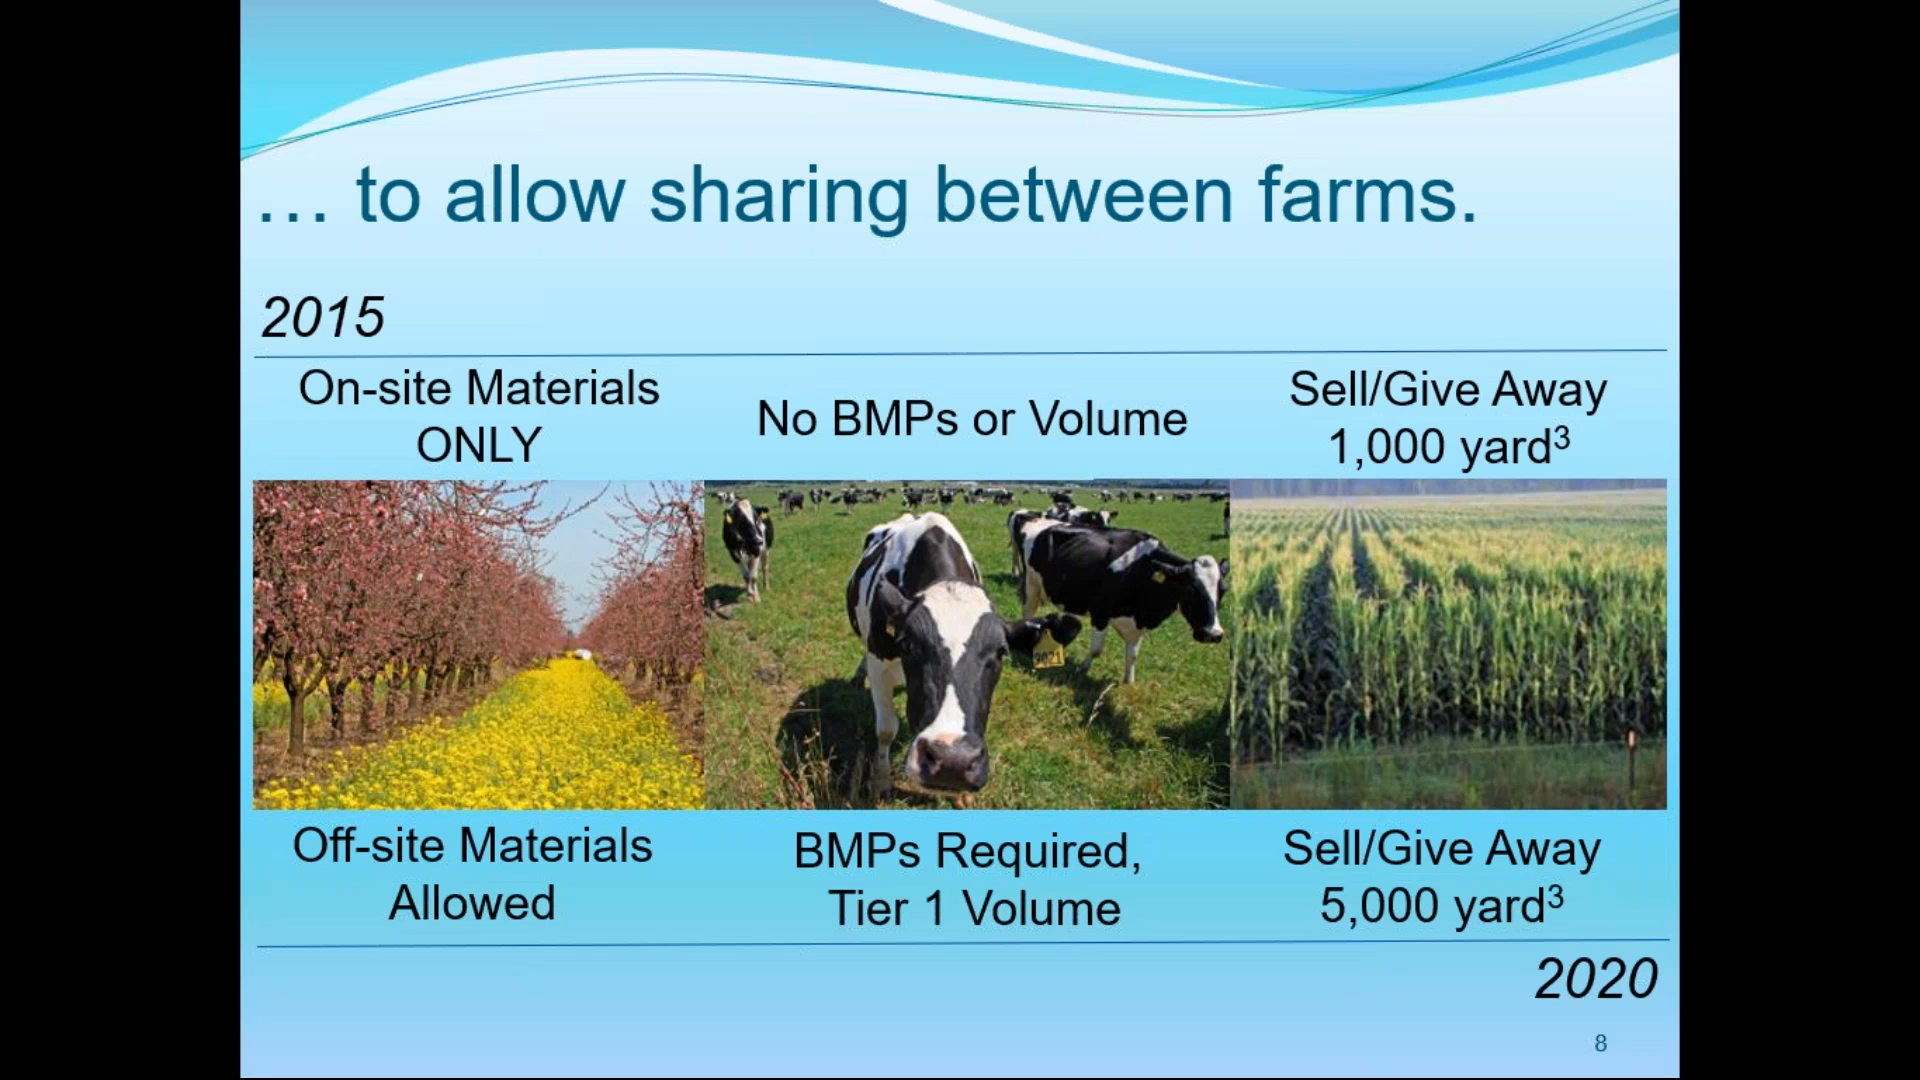 … to allow sharing between farms.
2015
On-site Materials
ONLY
No BMPs or Volume
Sell/Give Away
1,000 yard³
9021
Off-site Materials
Allowed
BMPs Required,
Tier 1 Volume
Sell/Give Away
5,000 yard³
2020
8